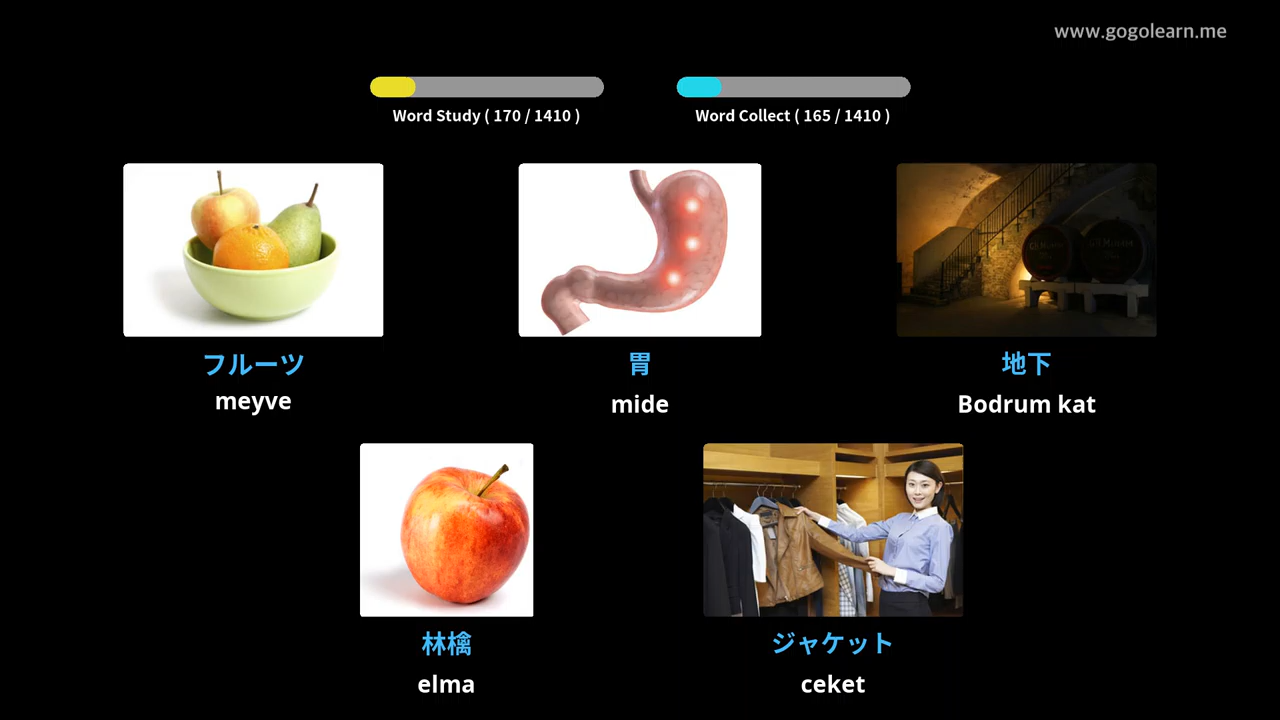 www.gogolearn.me
Word Study ( 170 / 1410 )
Word Collect ( 165 / 1410 )
フルーツ
meyve
胃
mide
地下
Bodrum kat
林檎
elma
ジャケット
ceket